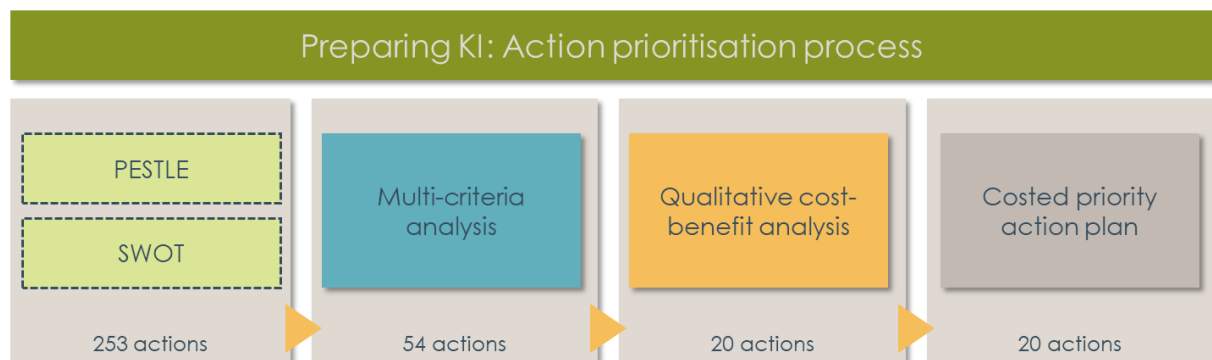 Preparing KI: Action prioritisation process
PESTLE
SWOT
253 actions
Multi-criteria
analysis
54 actions
Qualitative cost-
benefit analysis
20 actions
Costed priority
action plan
20 actions